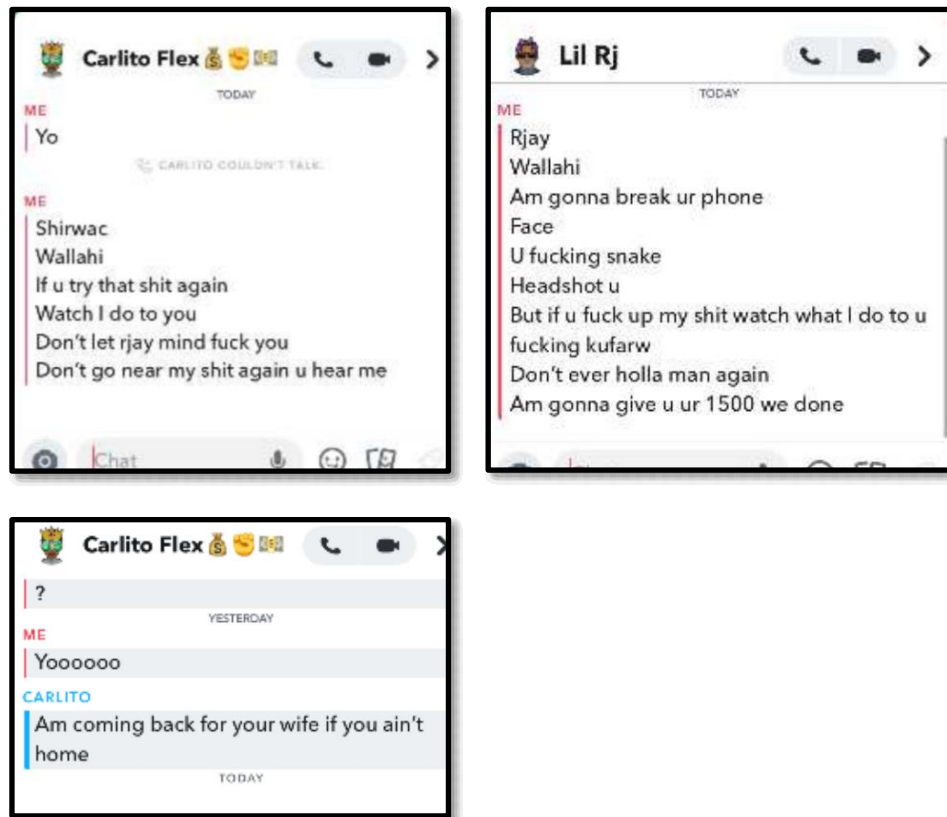 Carlito Flex💰✊💵
TODAY
ME
Yo
CARLITO COULDN'T TALK.
ME
Shirwac
Wallahi
If u try that shit again
Watch I do to you
Don't let rjay mind fuck you
Don't go near my shit again u hear me
Chat
Lil Rj
TODAY
ME
Rjay
Wallahi
Am gonna break ur phone
Face
U fucking snake
Headshot u
But if u fuck up my shit watch what I do to u
fucking kufarw
Don't ever holla man again
Am gonna give u ur 1500 we done
Carlito Flex💰✊💵
?
YESTERDAY
ME
Yoooooo
CARLITO
Am coming back for your wife if you ain't
home
TODAY